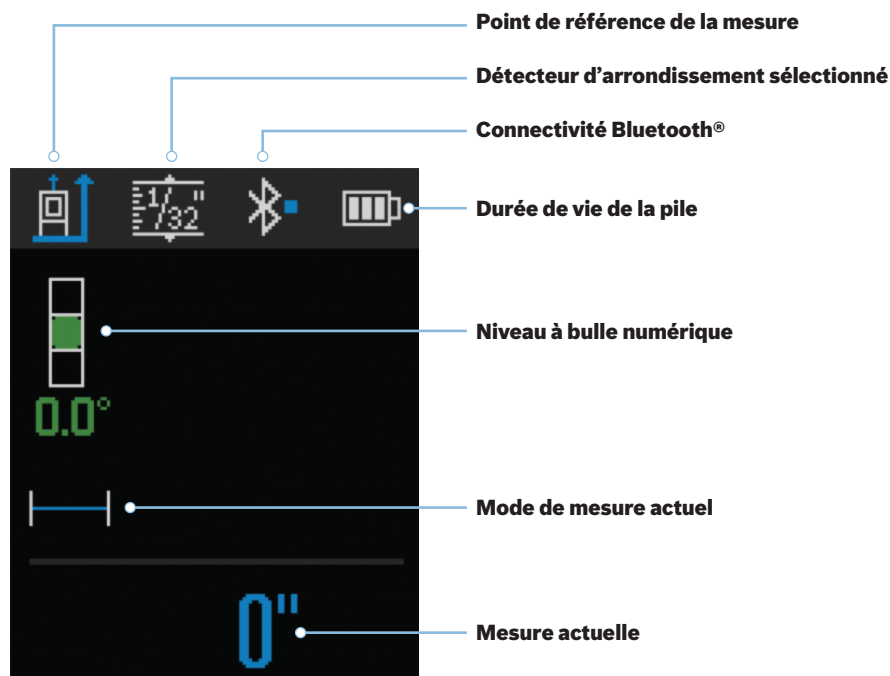 Point de référence de la mesure
Détecteur d’arrondissement sélectionné
Connectivité Bluetooth®
1/32"
Durée de vie de la pile
Niveau à bulle numérique
0.0°
Mode de mesure actuel
0"
Mesure actuelle